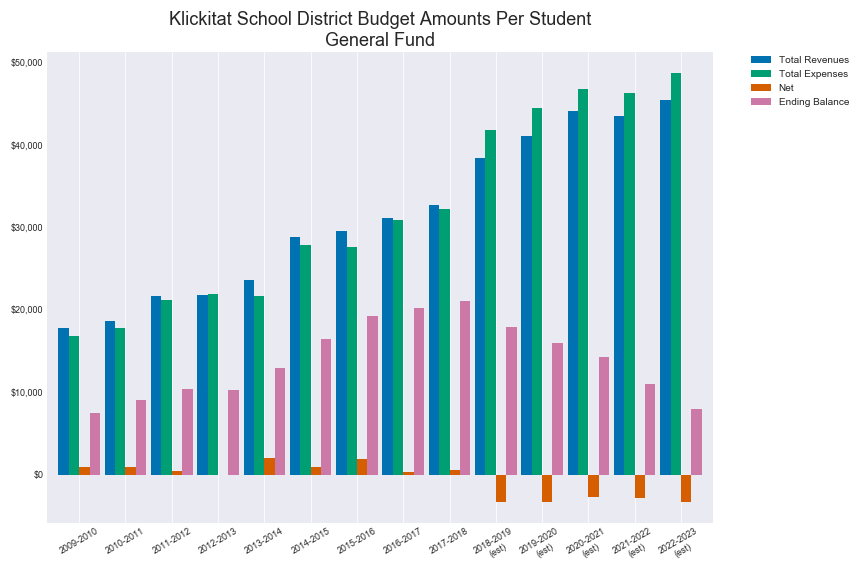 Klickitat School District Budget Amounts Per Student
General Fund
Total Revenues
Total Expenses
Net
Ending Balance
$50,000
$40,000
$30,000
$20,000
$10,000
$0
2009-2010
2010-2011
2011-2012
2012-2013
2013-2014
2014-2015
2015-2016
2016-2017
2017-2018
2018-2019
(est)
2019-2020
(est)
2020-2021
(est)
2021-2022
(est)
2022-2023
(est)